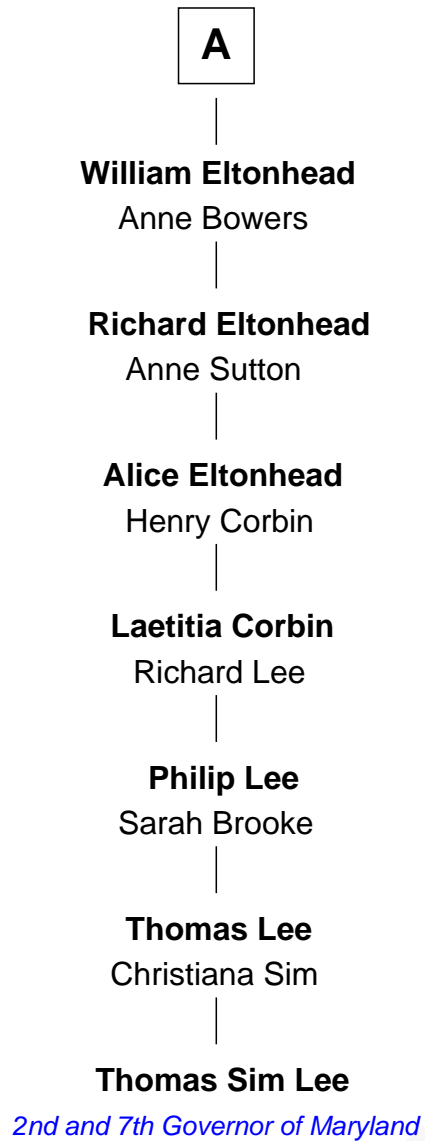 A
William Eltonhead
Anne Bowers
Richard Eltonhead
Anne Sutton
Alice Eltonhead
Henry Corbin
Laetitia Corbin
Richard Lee
Philip Lee
Sarah Brooke
Thomas Lee
Christiana Sim
Thomas Sim Lee
2nd and 7th Governor of Maryland